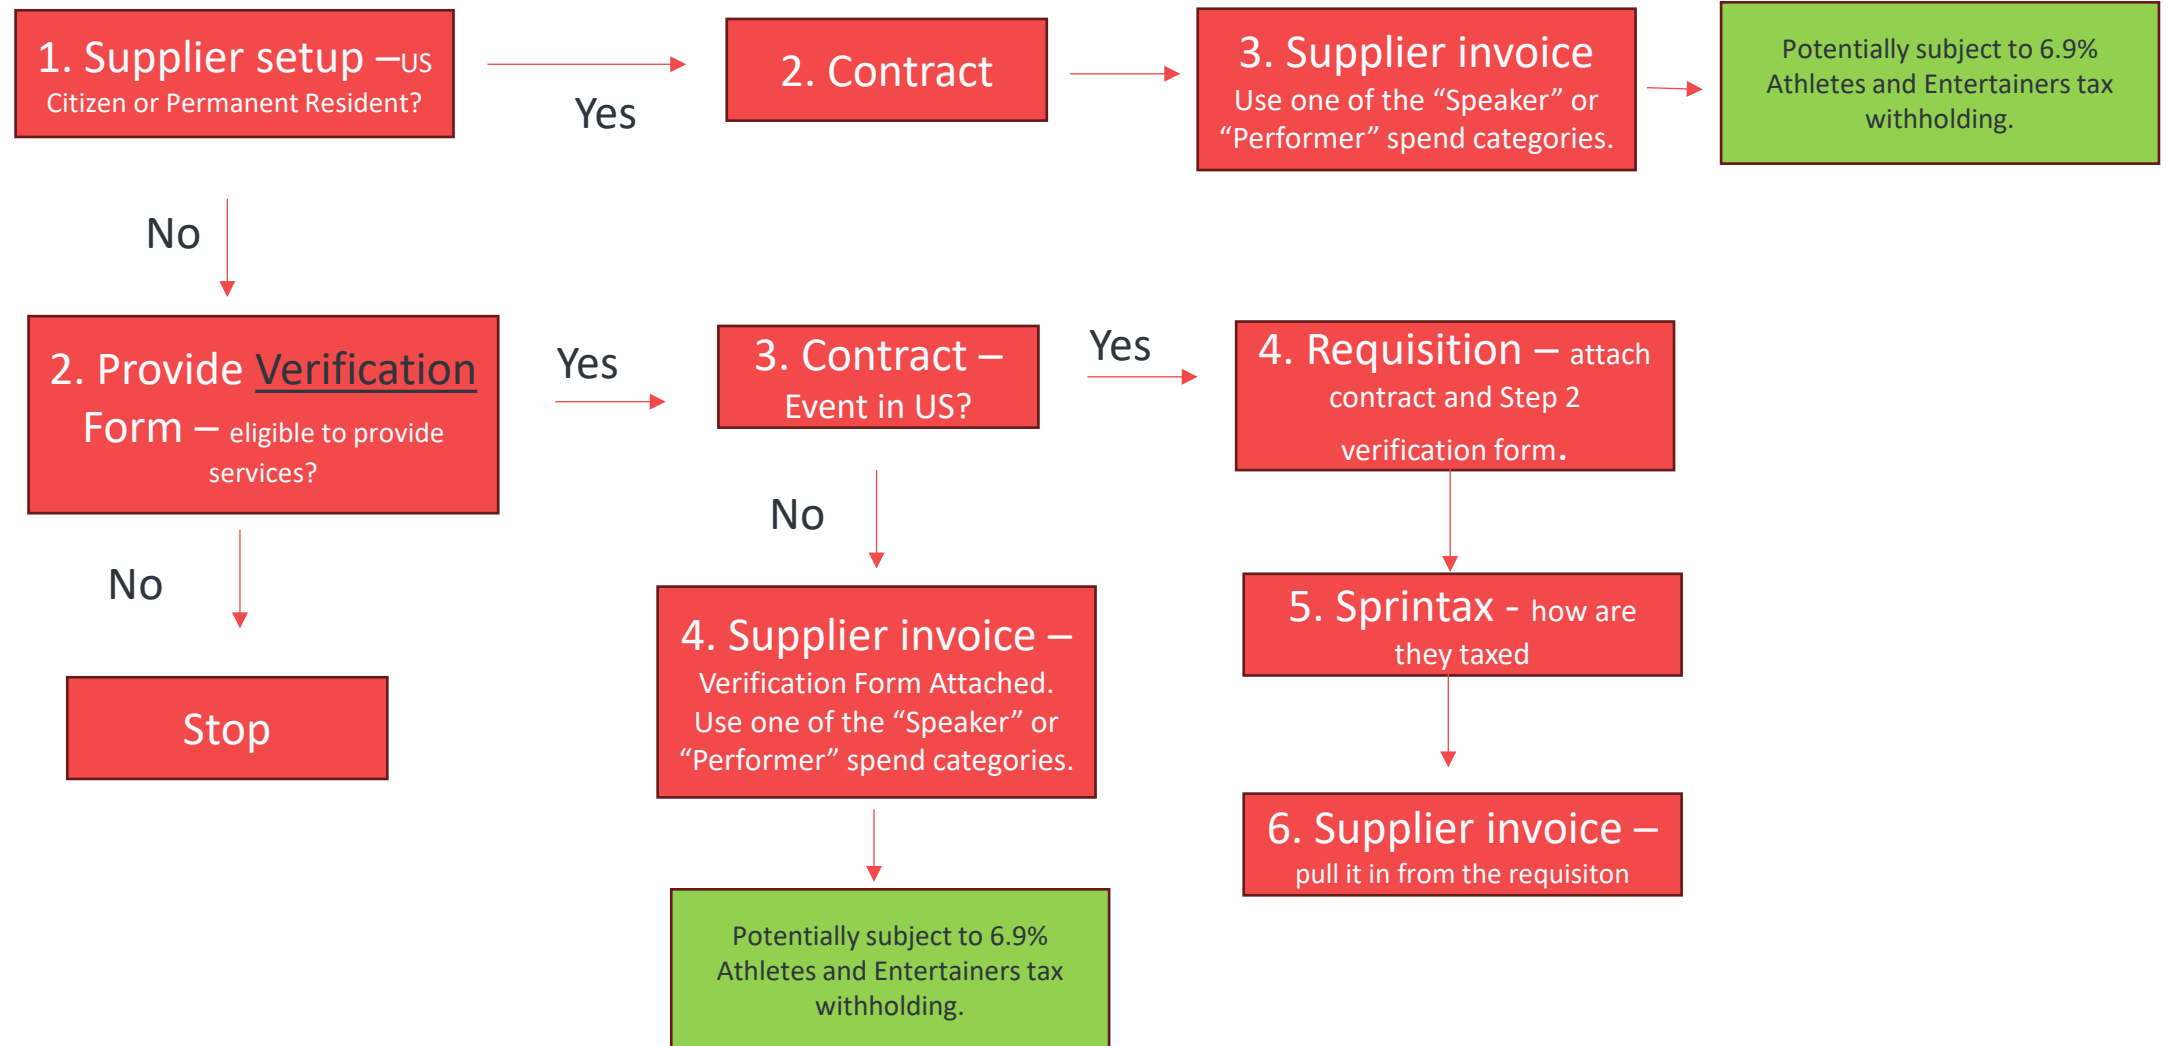 1. Supplier setup –US
Citizen or Permanent Resident?
Yes
2. Contract
3. Supplier invoice
Use one of the “Speaker” or
“Performer” spend categories.
Potentially subject to 6.9%
Athletes and Entertainers tax
withholding.
No
2. Provide Verification
Form – eligible to provide
services?
Yes
3. Contract –
Event in US?
Yes
4. Requisition – attach
contract and Step 2
verification form.
No
Stop
No
4. Supplier invoice –
Verification Form Attached.
Use one of the “Speaker” or
“Performer” spend categories.
Potentially subject to 6.9%
Athletes and Entertainers tax
withholding.
5. Sprintax - how are
they taxed
6. Supplier invoice –
pull it in from the requisiton